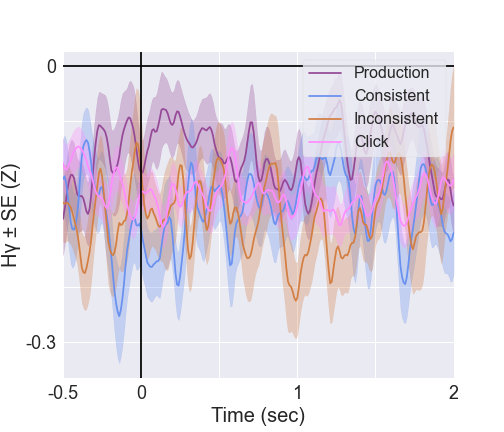 Production
Consistent
Inconsistent
Click
0
-0.3
Hγ ± SE (Z)
-0.5
0
1
2
Time (sec)